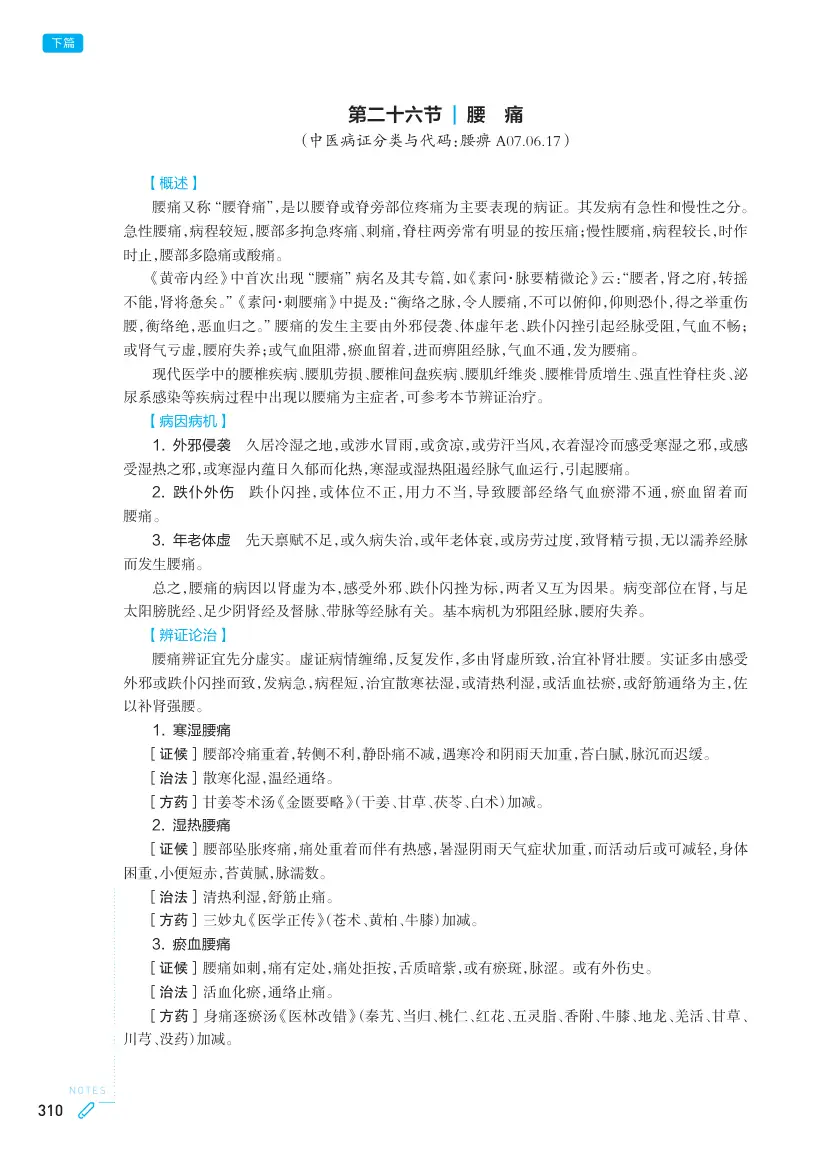 下篇
第二十六节 | 腰 痛
（中医病证分类与代码：腰痹 A07.06.17）
【概述】
腰痛又称“腰脊痛”，是以腰脊或脊旁部位疼痛为主要表现的病证。其发病有急性和慢性之分。
急性腰痛，病程较短，腰部多拘急疼痛、刺痛，脊柱两旁常有明显的按压痛；慢性腰痛，病程较长，时作
时止，腰部多隐痛或酸痛。
《黄帝内经》中首次出现“腰痛”病名及其专篇，如《素问·脉要精微论》云：“腰者，肾之府，转摇
不能，肾将惫矣。”《素问·刺腰痛》中提及：“衡络之脉，令人腰痛，不可以俯仰，仰则恐仆，得之举重伤
腰，衡络绝，恶血归之。”腰痛的发生主要由外邪侵袭、体虚年老、跌仆闪挫引起经脉受阻，气血不畅；
或肾气亏虚，腰府失养；或气血阻滞，瘀血留着，进而痹阻经脉，气血不通，发为腰痛。
现代医学中的腰椎疾病、腰肌劳损、腰椎间盘疾病、腰肌纤维炎、腰椎骨质增生、强直性脊柱炎、泌
尿系感染等疾病过程中出现以腰痛为主症者，可参考本节辨证治疗。
【病因病机】
1. 外邪侵袭 久居冷湿之地，或涉水冒雨，或贪凉，或劳汗当风，衣着湿冷而感受寒湿之邪，或感
受湿热之邪，或寒湿内蕴日久郁而化热，寒湿或湿热阻遏经脉气血运行，引起腰痛。
2. 跌仆外伤 跌仆闪挫，或体位不正，用力不当，导致腰部经络气血瘀滞不通，瘀血留着而
腰痛。
3. 年老体虚 先天禀赋不足，或久病失治，或年老体衰，或房劳过度，致肾精亏损，无以濡养经脉
而发生腰痛。
总之，腰痛的病因以肾虚为本，感受外邪、跌仆闪挫为标，两者又互为因果。病变部位在肾，与足
太阳膀胱经、足少阴肾经及督脉、带脉等经脉有关。基本病机为邪阻经脉，腰府失养。
【辨证论治】
腰痛辨证宜先分虚实。虚证病情缠绵，反复发作，多由肾虚所致，治宜补肾壮腰。实证多由感受
外邪或跌仆闪挫而致，发病急，病程短，治宜散寒祛湿，或清热利湿，或活血祛瘀，或舒筋通络为主，佐
以补肾强腰。
1. 寒湿腰痛
［证候］腰部冷痛重着，转侧不利，静卧痛不减，遇寒冷和阴雨天加重，苔白腻，脉沉而迟缓。
［治法］散寒化湿，温经通络。
［方药］甘姜苓术汤《金匮要略》（干姜、甘草、茯苓、白术）加减。
2. 湿热腰痛
［证候］腰部坠胀疼痛，痛处重着而伴有热感，暑湿阴雨天气症状加重，而活动后或可减轻，身体
困重，小便短赤，苔黄腻，脉濡数。
［治法］清热利湿，舒筋止痛。
［方药］三妙丸《医学正传》（苍术、黄柏、牛膝）加减。
3. 瘀血腰痛
［证候］腰痛如刺，痛有定处，痛处拒按，舌质暗紫，或有瘀斑，脉涩。或有外伤史。
［治法］活血化瘀，通络止痛。
［方药］身痛逐瘀汤《医林改错》（秦艽、当归、桃仁、红花、五灵脂、香附、牛膝、地龙、羌活、甘草、
川芎、没药）加减。
NOTES
310